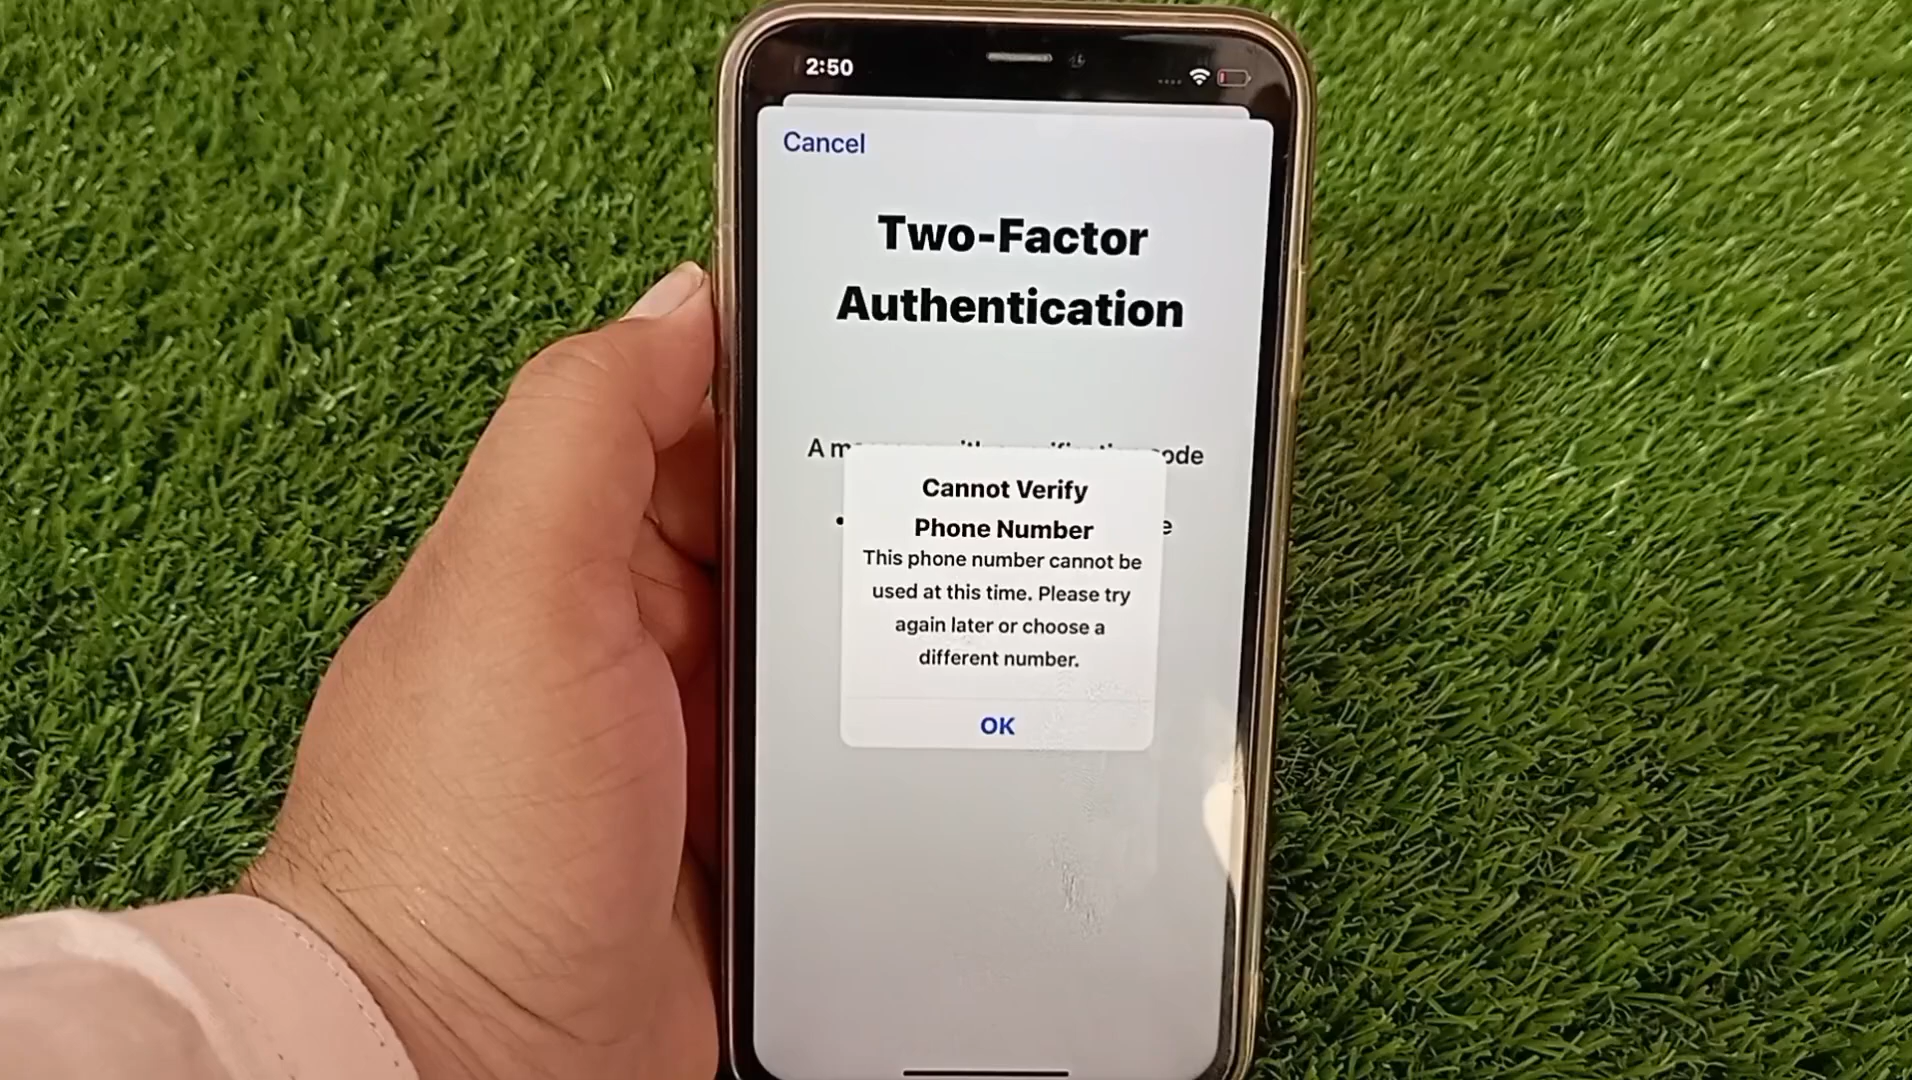 2:50
Cancel
Two-Factor
Authentication
A
Cannot Verify
Phone Number
This phone number cannot be
used at this time. Please try
again later or choose a
different number.
OK